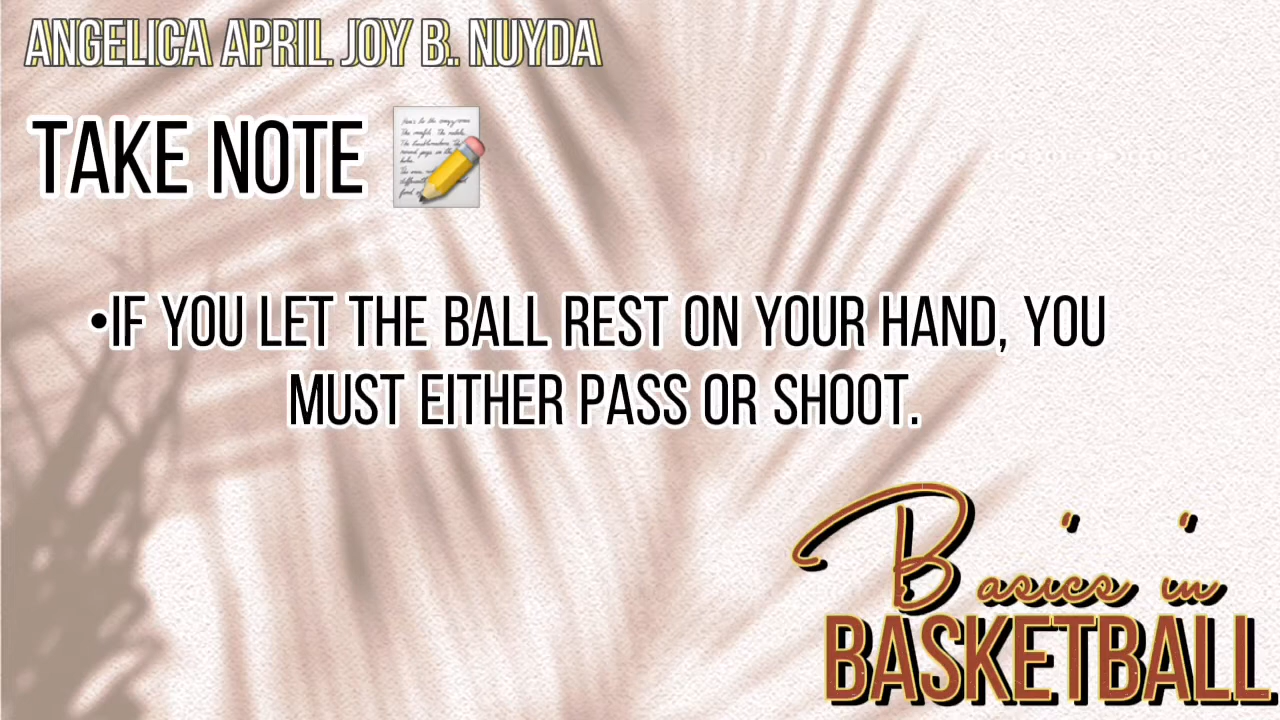 ANGELICA APRIL JOY B. NUYDA
TAKE NOTE
•IF YOU LET THE BALL REST ON YOUR HAND, YOU
MUST EITHER PASS OR SHOOT.
Basics in
BASKETBALL